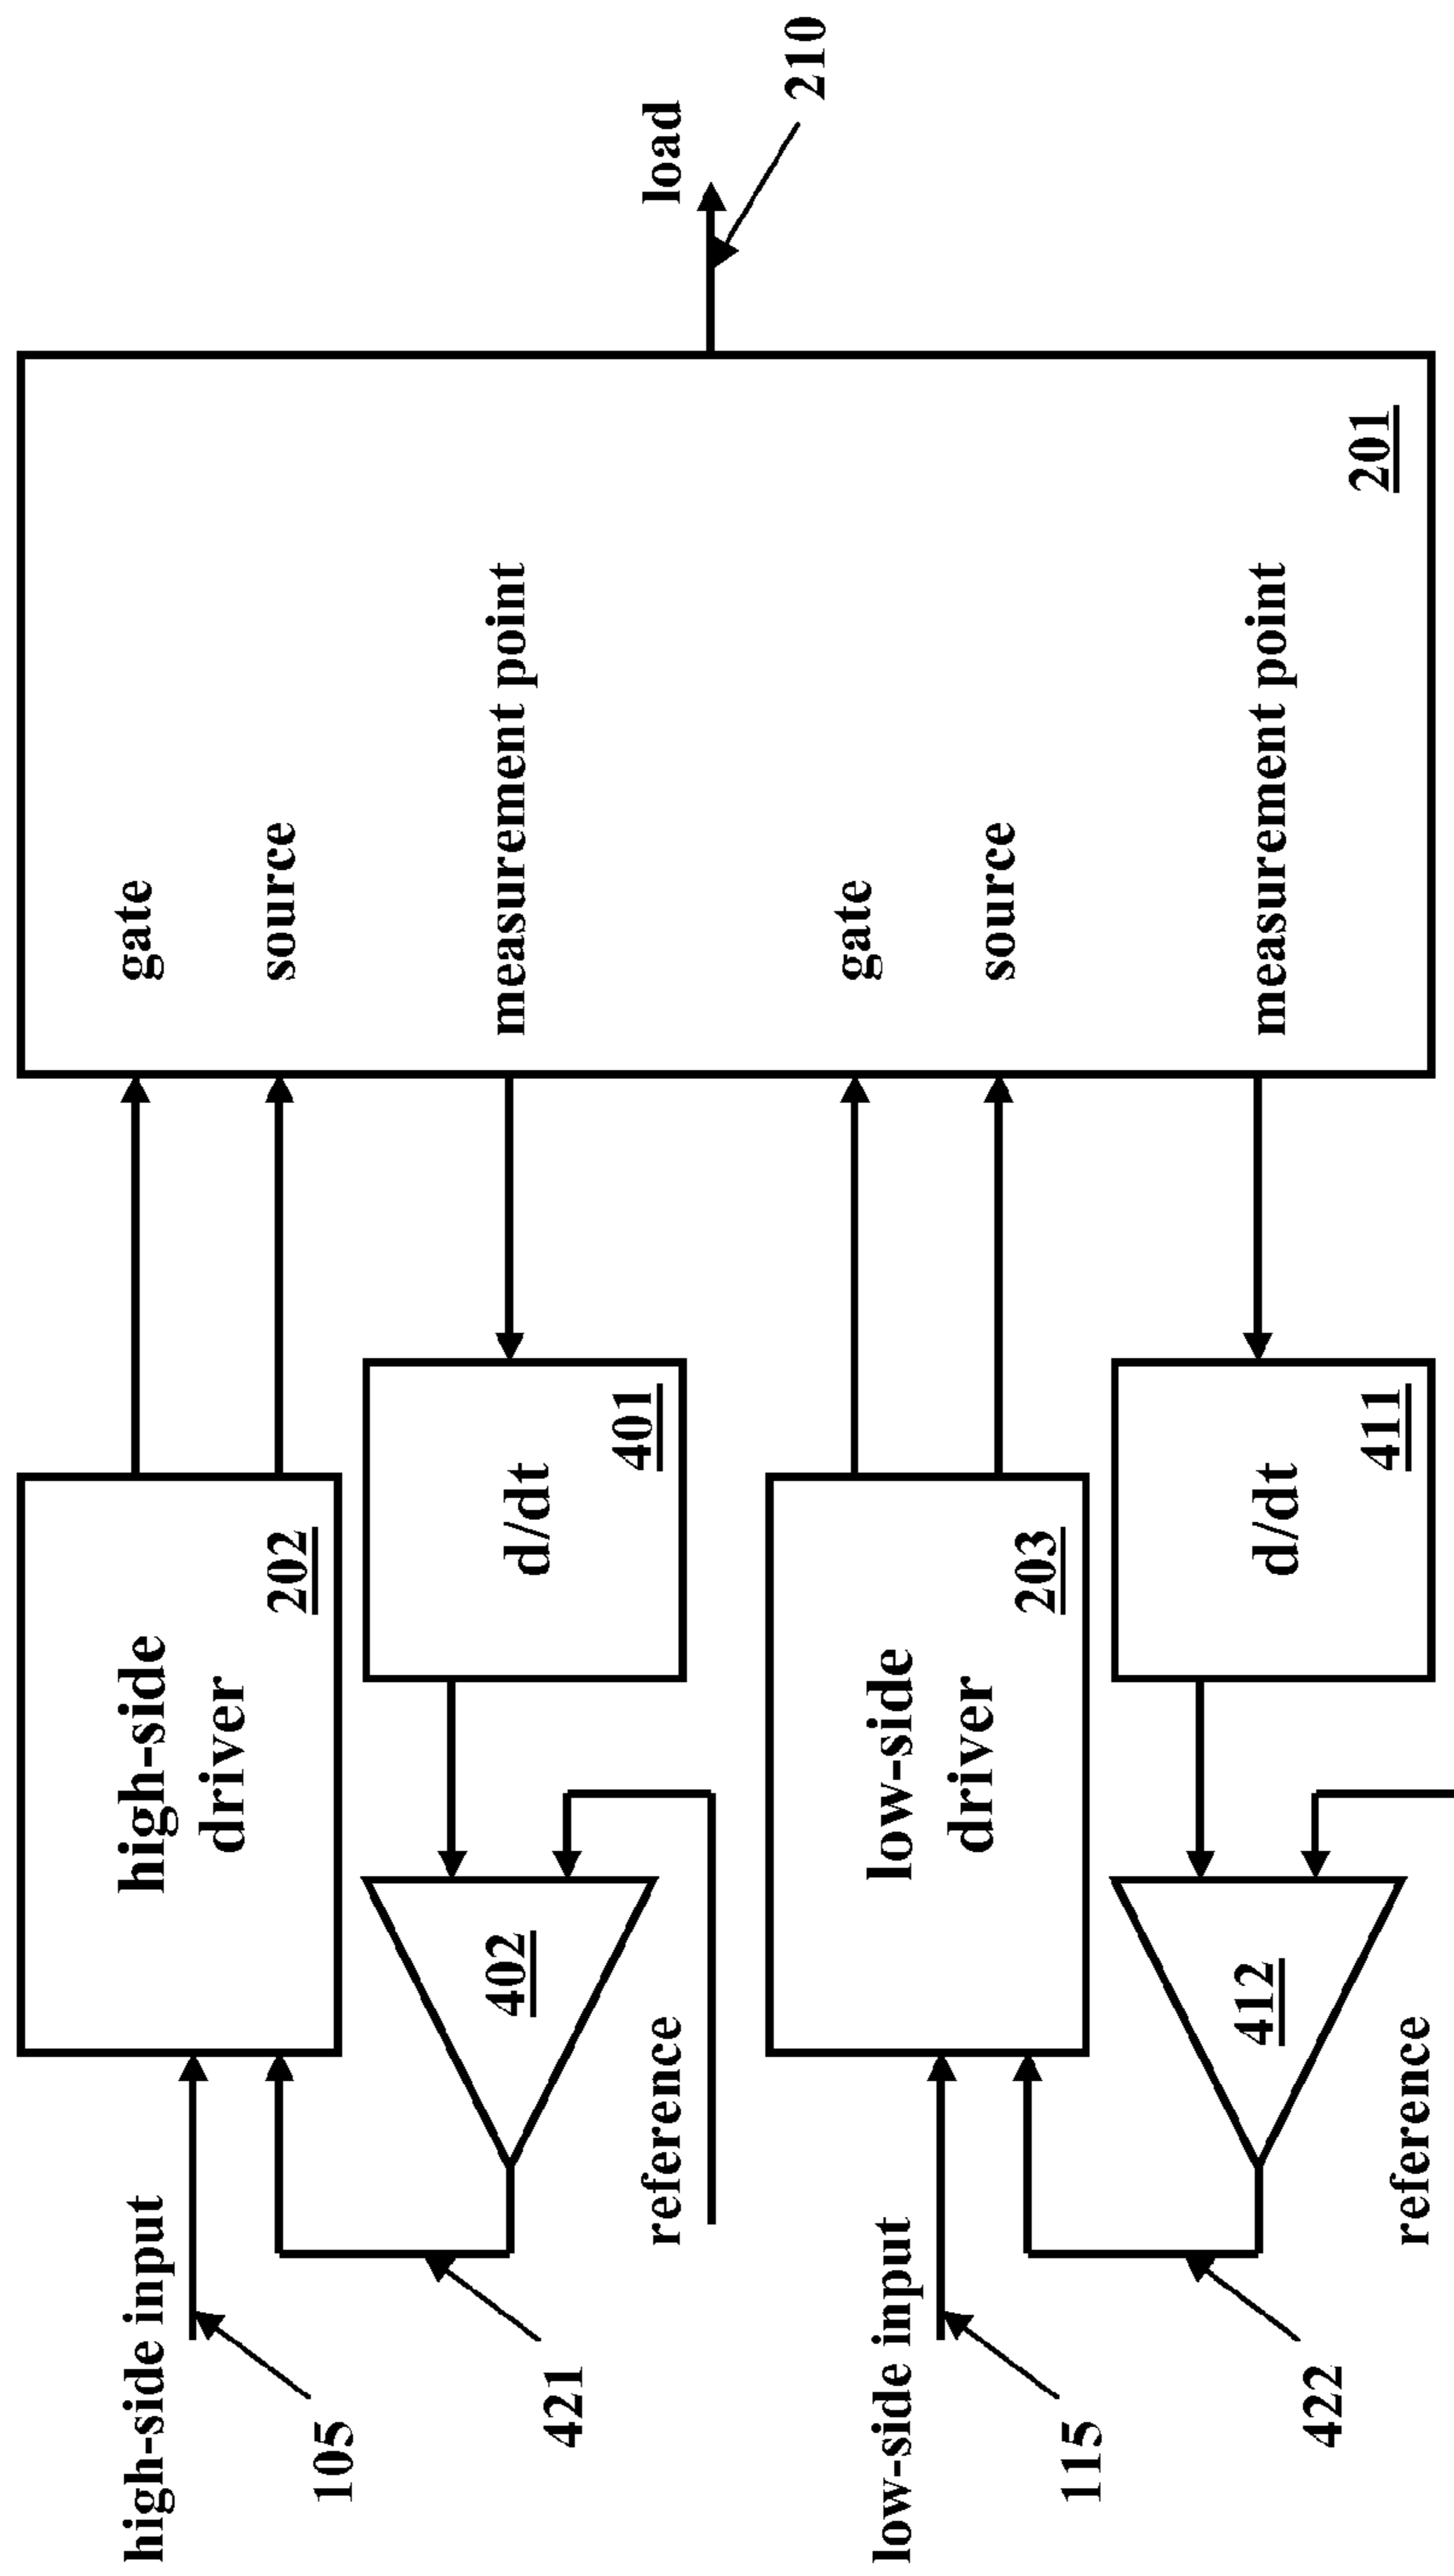 high-side input
105
421
high-side
driver
202
402
reference
d/dt
401
gate
source
measurement point
low-side input
115
422
low-side
driver
203
412
reference
d/dt
411
gate
source
measurement point
201
load
210